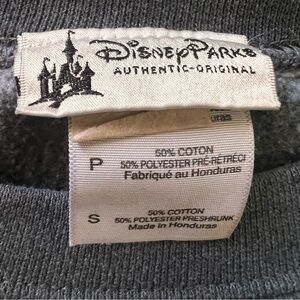 Disney Parks
AUTHENTIC-ORIGINAL
uras
P
50% COTON
50% POLYESTER PRÉ-RÉTRÉCI
Fabriqué au Honduras
S
50% COTTON
50% POLYESTER PRESHRUNK
Made in Honduras